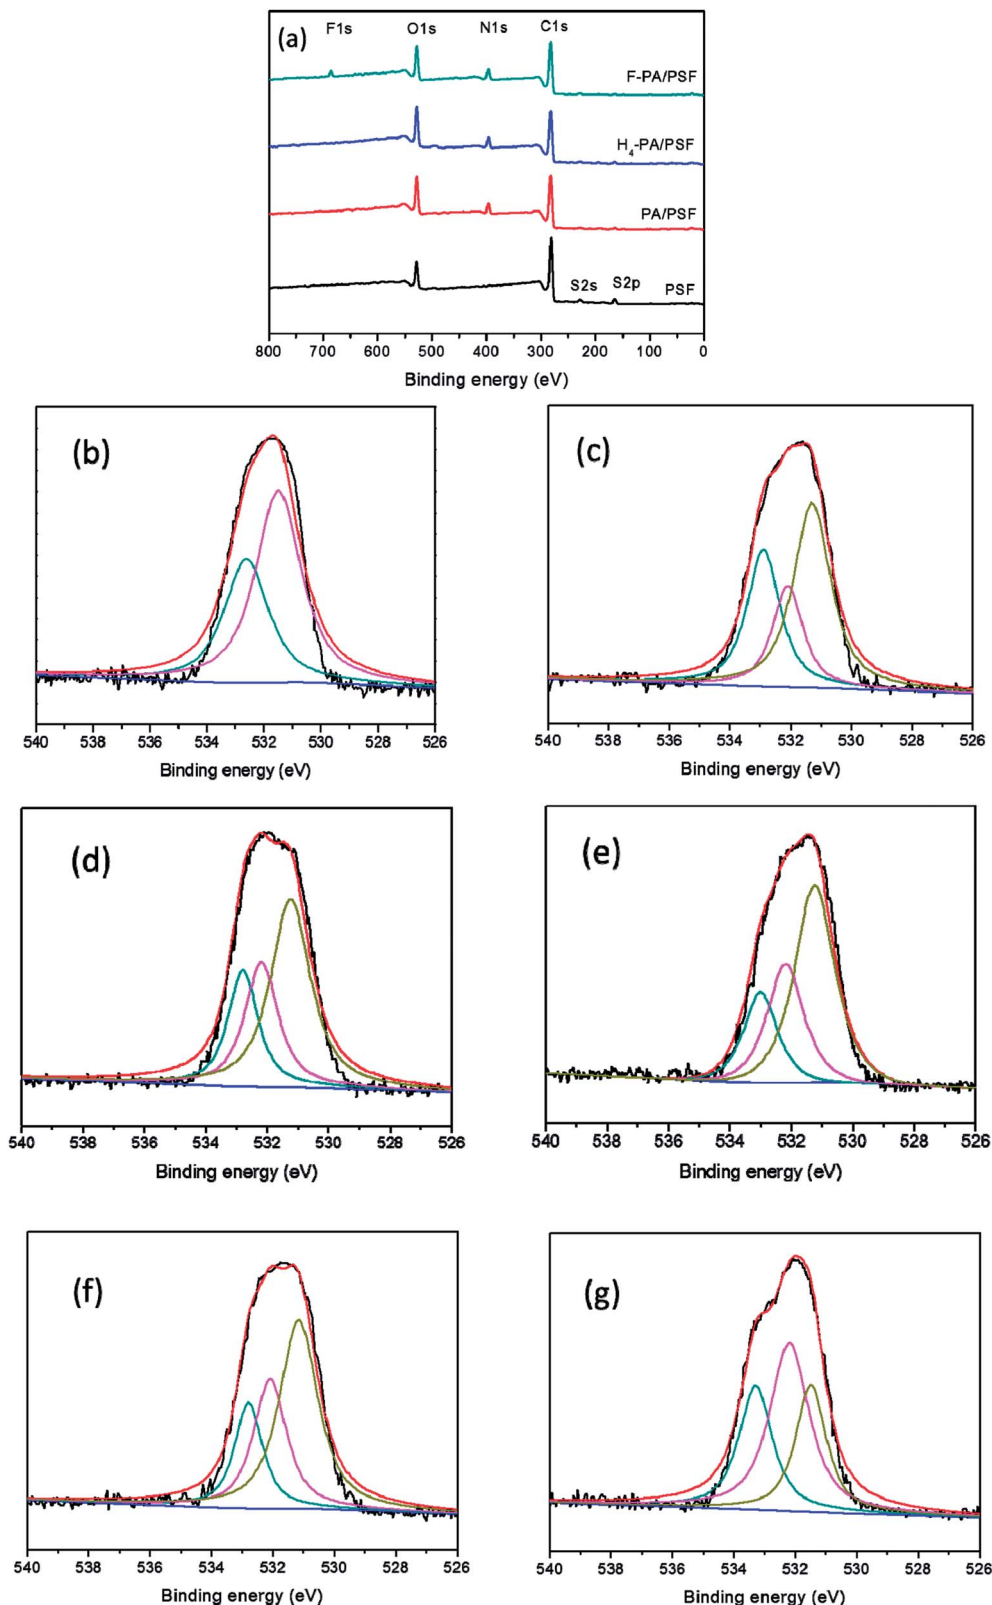 (a)
F1s O1s N1s C1s
F-PA/PSF
H4-PA/PSF
PA/PSF
S2s S2p
PSF
800 700 600 500 400 300 200 100 0
Binding energy (eV)
(b)
540 538 536 534 532 530 528 526
Binding energy (eV)
(c)
540 538 536 534 532 530 528 526
Binding energy (eV)
(d)
540 538 536 534 532 530 528 526
Binding energy (eV)
(e)
540 538 536 534 532 530 528 526
Binding energy (eV)
(f)
540 538 536 534 532 530 528 526
Binding energy (eV)
(g)
540 538 536 534 532 530 528 526
Binding energy (eV)